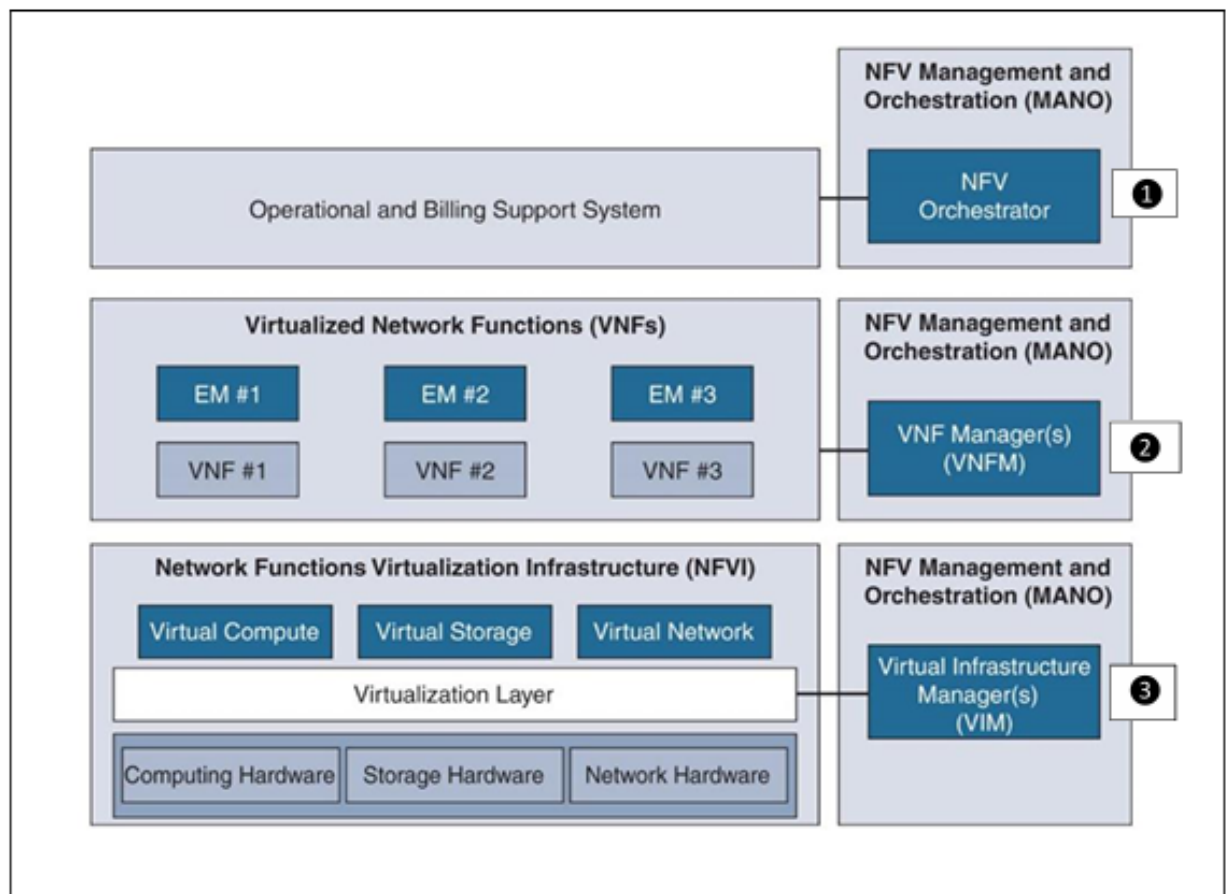 NFV Management and
Orchestration (MANO)
NFV
Orchestrator
❶
Operational and Billing Support System
Virtualized Network Functions (VNFs)
EM #1
EM #2
EM #3
VNF #1
VNF #2
VNF #3
NFV Management and
Orchestration (MANO)
VNF Manager(s)
(VNFM)
❷
Network Functions Virtualization Infrastructure (NFVI)
Virtual Compute
Virtual Storage
Virtual Network
Virtualization Layer
Computing Hardware
Storage Hardware
Network Hardware
NFV Management and
Orchestration (MANO)
Virtual Infrastructure
Manager(s)
(VIM)
❸